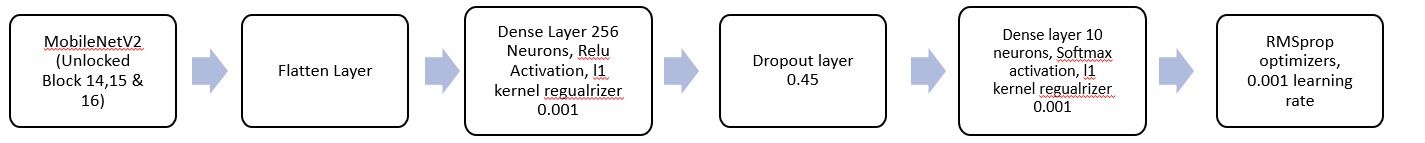 MobileNetV2
(Unlocked
Block 14,15 &
16)
Flatten Layer
Dense Layer 256
Neurons, Relu
Activation, l1
kernel regualrizer
0.001
Dropout layer
0.45
Dense layer 10
neurons, Softmax
activation, l1
kernel regualrizer
0.001
RMSprop
optimizers,
0.001 learning
rate